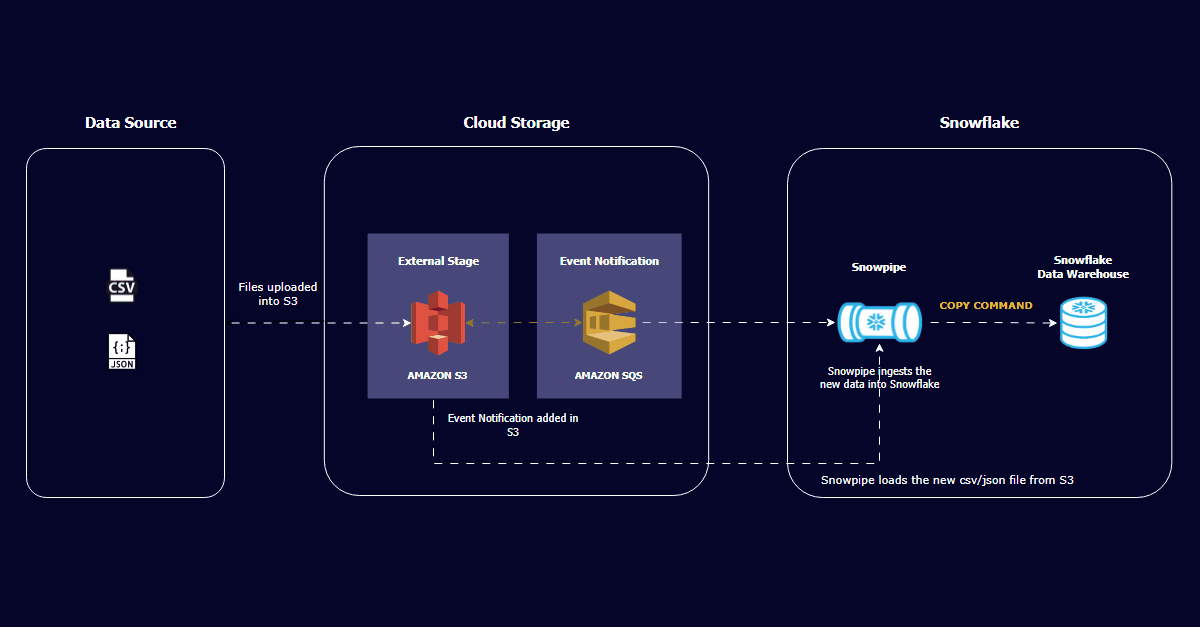 Data Source
Cloud Storage
Snowflake
CSV
{;}
JSON
Files uploaded
into S3
External Stage
AMAZON S3
Event Notification
AMAZON SQS
Event Notification added in
S3
Snowpipe
COPY COMMAND
Snowflake
Data Warehouse
Snowpipe ingests the
new data into Snowflake
Snowpipe loads the new csv/json file from S3